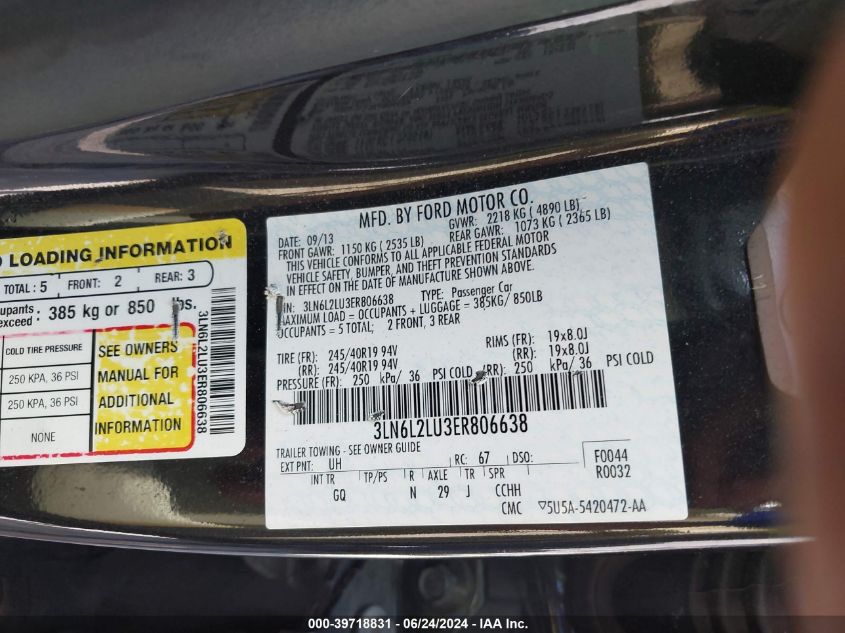 O LOADING INFORMATION
TOTAL : 5 FRONT: 2 REAR: 3
upants
exceed : 385 kg or 850 lbs.
COLD TIRE PRESSURE
250 KPA, 36 PSI
250 KPA, 36 PSI
NONE
SEE OWNERS
MANUAL FOR
ADDITIONAL
INFORMATION
3LN6L2LU3ER806638
MFD. BY FORD MOTOR CO.
DATE: 09/13 GVWR: 2218 KG ( 4890 LB)
FRONT GAWR: 1150 KG ( 2535 LB) REAR GAWR: 1073 KG ( 2365 LB)
THIS VEHICLE CONFORMS TO ALL APPLICABLE FEDERAL MOTOR
VEHICLE SAFETY, BUMPER, AND THEFT PREVENTION STANDARDS
IN EFFECT ON THE DATE OF MANUFACTURE SHOWN ABOVE.
VIN: 3LN6L2LU3ER806638 TYPE: Passenger Car
MAXIMUM LOAD = OCCUPANTS + LUGGAGE = 385KG/ 850LB
OCCUPANTS = 5 TOTAL; 2 FRONT, 3 REAR
TIRE (FR): 245/40R19 94V RIMS (FR): 19x8.0J
(RR): 245/40R19 94V (RR): 19x8.0J
PRESSURE (FR): 250 kPa/ 36 PSI COLD (RR): 250 kPa/ 36 PSI COLD
3LN6L2LU3ER806638
TRAILER TOWING - SEE OWNER GUIDE
EXT PNT: UH RC: 67 DSO: F0044
R0032
INT TR TP/PS R AXLE TR SPR
GQ N 29 J CCHH
CMC ▽5U5A-5420472-AA
000-39718831 - 06/24/2024 - IAA Inc.